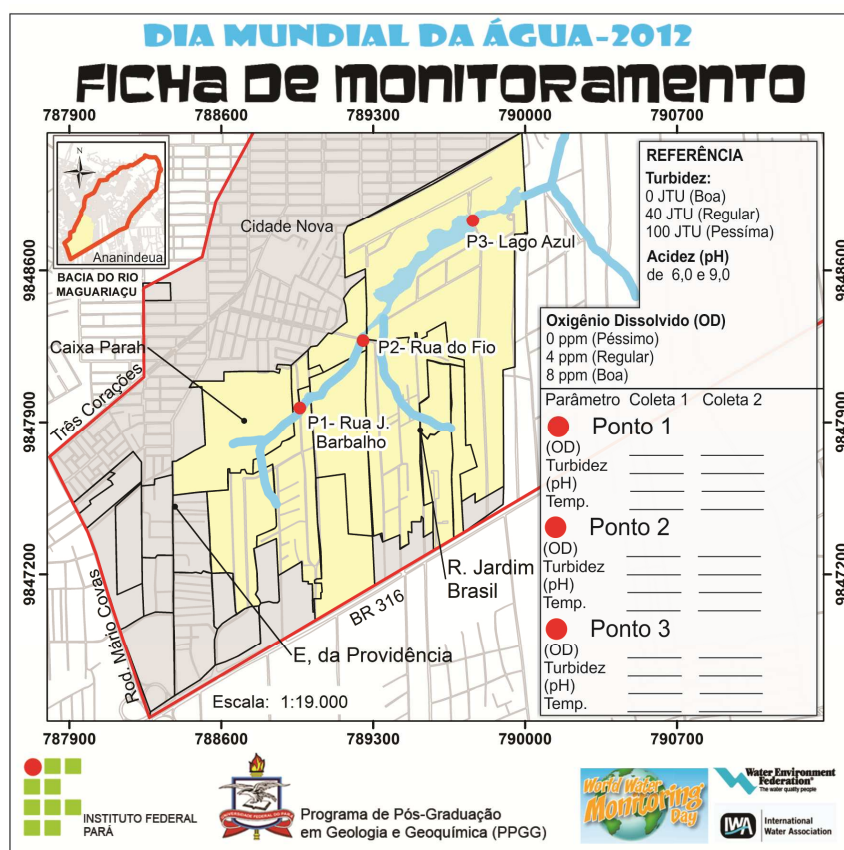 DIA MUNDIAL DA ÁGUA-2012
FICHA DE MONITORAMENTO
787900 788600 789300 790000 790700
N
Ananindeua
BACIA DO RIO
MAGUARIAÇU
Cidade Nova
P3- Lago Azul
REFERÊNCIA
Turbidez:
0 JTU (Boa)
40 JTU (Regular)
100 JTU (Pessíma)
Acidez (pH)
de 6,0 e 9,0
9848600 9848600
Oxigênio Dissolvido (OD)
0 ppm (Péssimo)
4 ppm (Regular)
8 ppm (Boa)
Caixa Parah
P2- Rua do Fio
Três Corações
P1- Rua J.
Barbalho
9847900 9847900
Parâmetro Coleta 1 Coleta 2
Ponto 1
(OD)
Turbidez
(pH)
Temp.
Ponto 2
(OD)
Turbidez
(pH)
Temp.
Ponto 3
(OD)
Turbidez
(pH)
Temp.
9847200 9847200
R. Jardim
Brasil
BR 316
Rod. Mário Covas
E, da Providência
Escala: 1:19.000
787900 788600 789300 790000 790700
INSTITUTO FEDERAL
PARÁ
UNIVERSIDADE FEDERAL DO PARÁ
Programa de Pós-Graduação
em Geologia e Geoquímica (PPGG)
World Water
Monitoring
Day
Water Environment
Federation®
The water quality people
IWA
International
Water Association